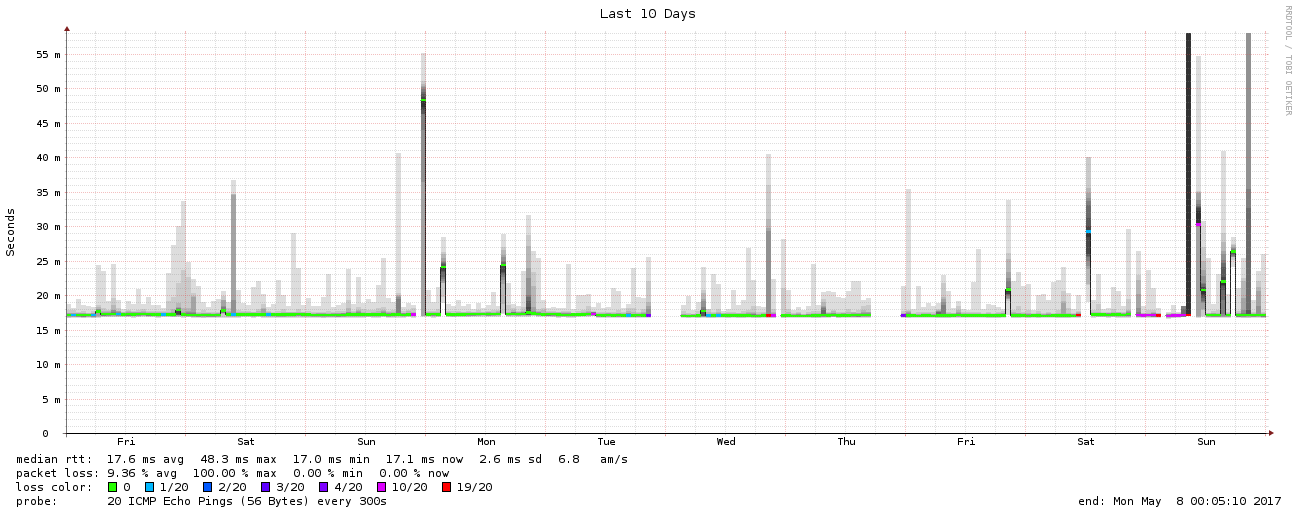 Last 10 Days
RRDTOOL / TOBI OETIKER
Seconds
55 m
50 m
45 m
40 m
35 m
30 m
25 m
20 m
15 m
10 m
5 m
0
Fri Sat Sun Mon Tue Wed Thu Fri Sat Sun
median rtt: 17.6 ms avg 48.3 ms max 17.0 ms min 17.1 ms now 2.6 ms sd 6.8 am/s
packet loss: 9.36 % avg 100.00 % max 0.00 % min 0.00 % now
loss color: 0 1/20 2/20 3/20 4/20 10/20 19/20
probe: 20 ICMP Echo Pings (56 Bytes) every 300s
end: Mon May 8 00:05:10 2017